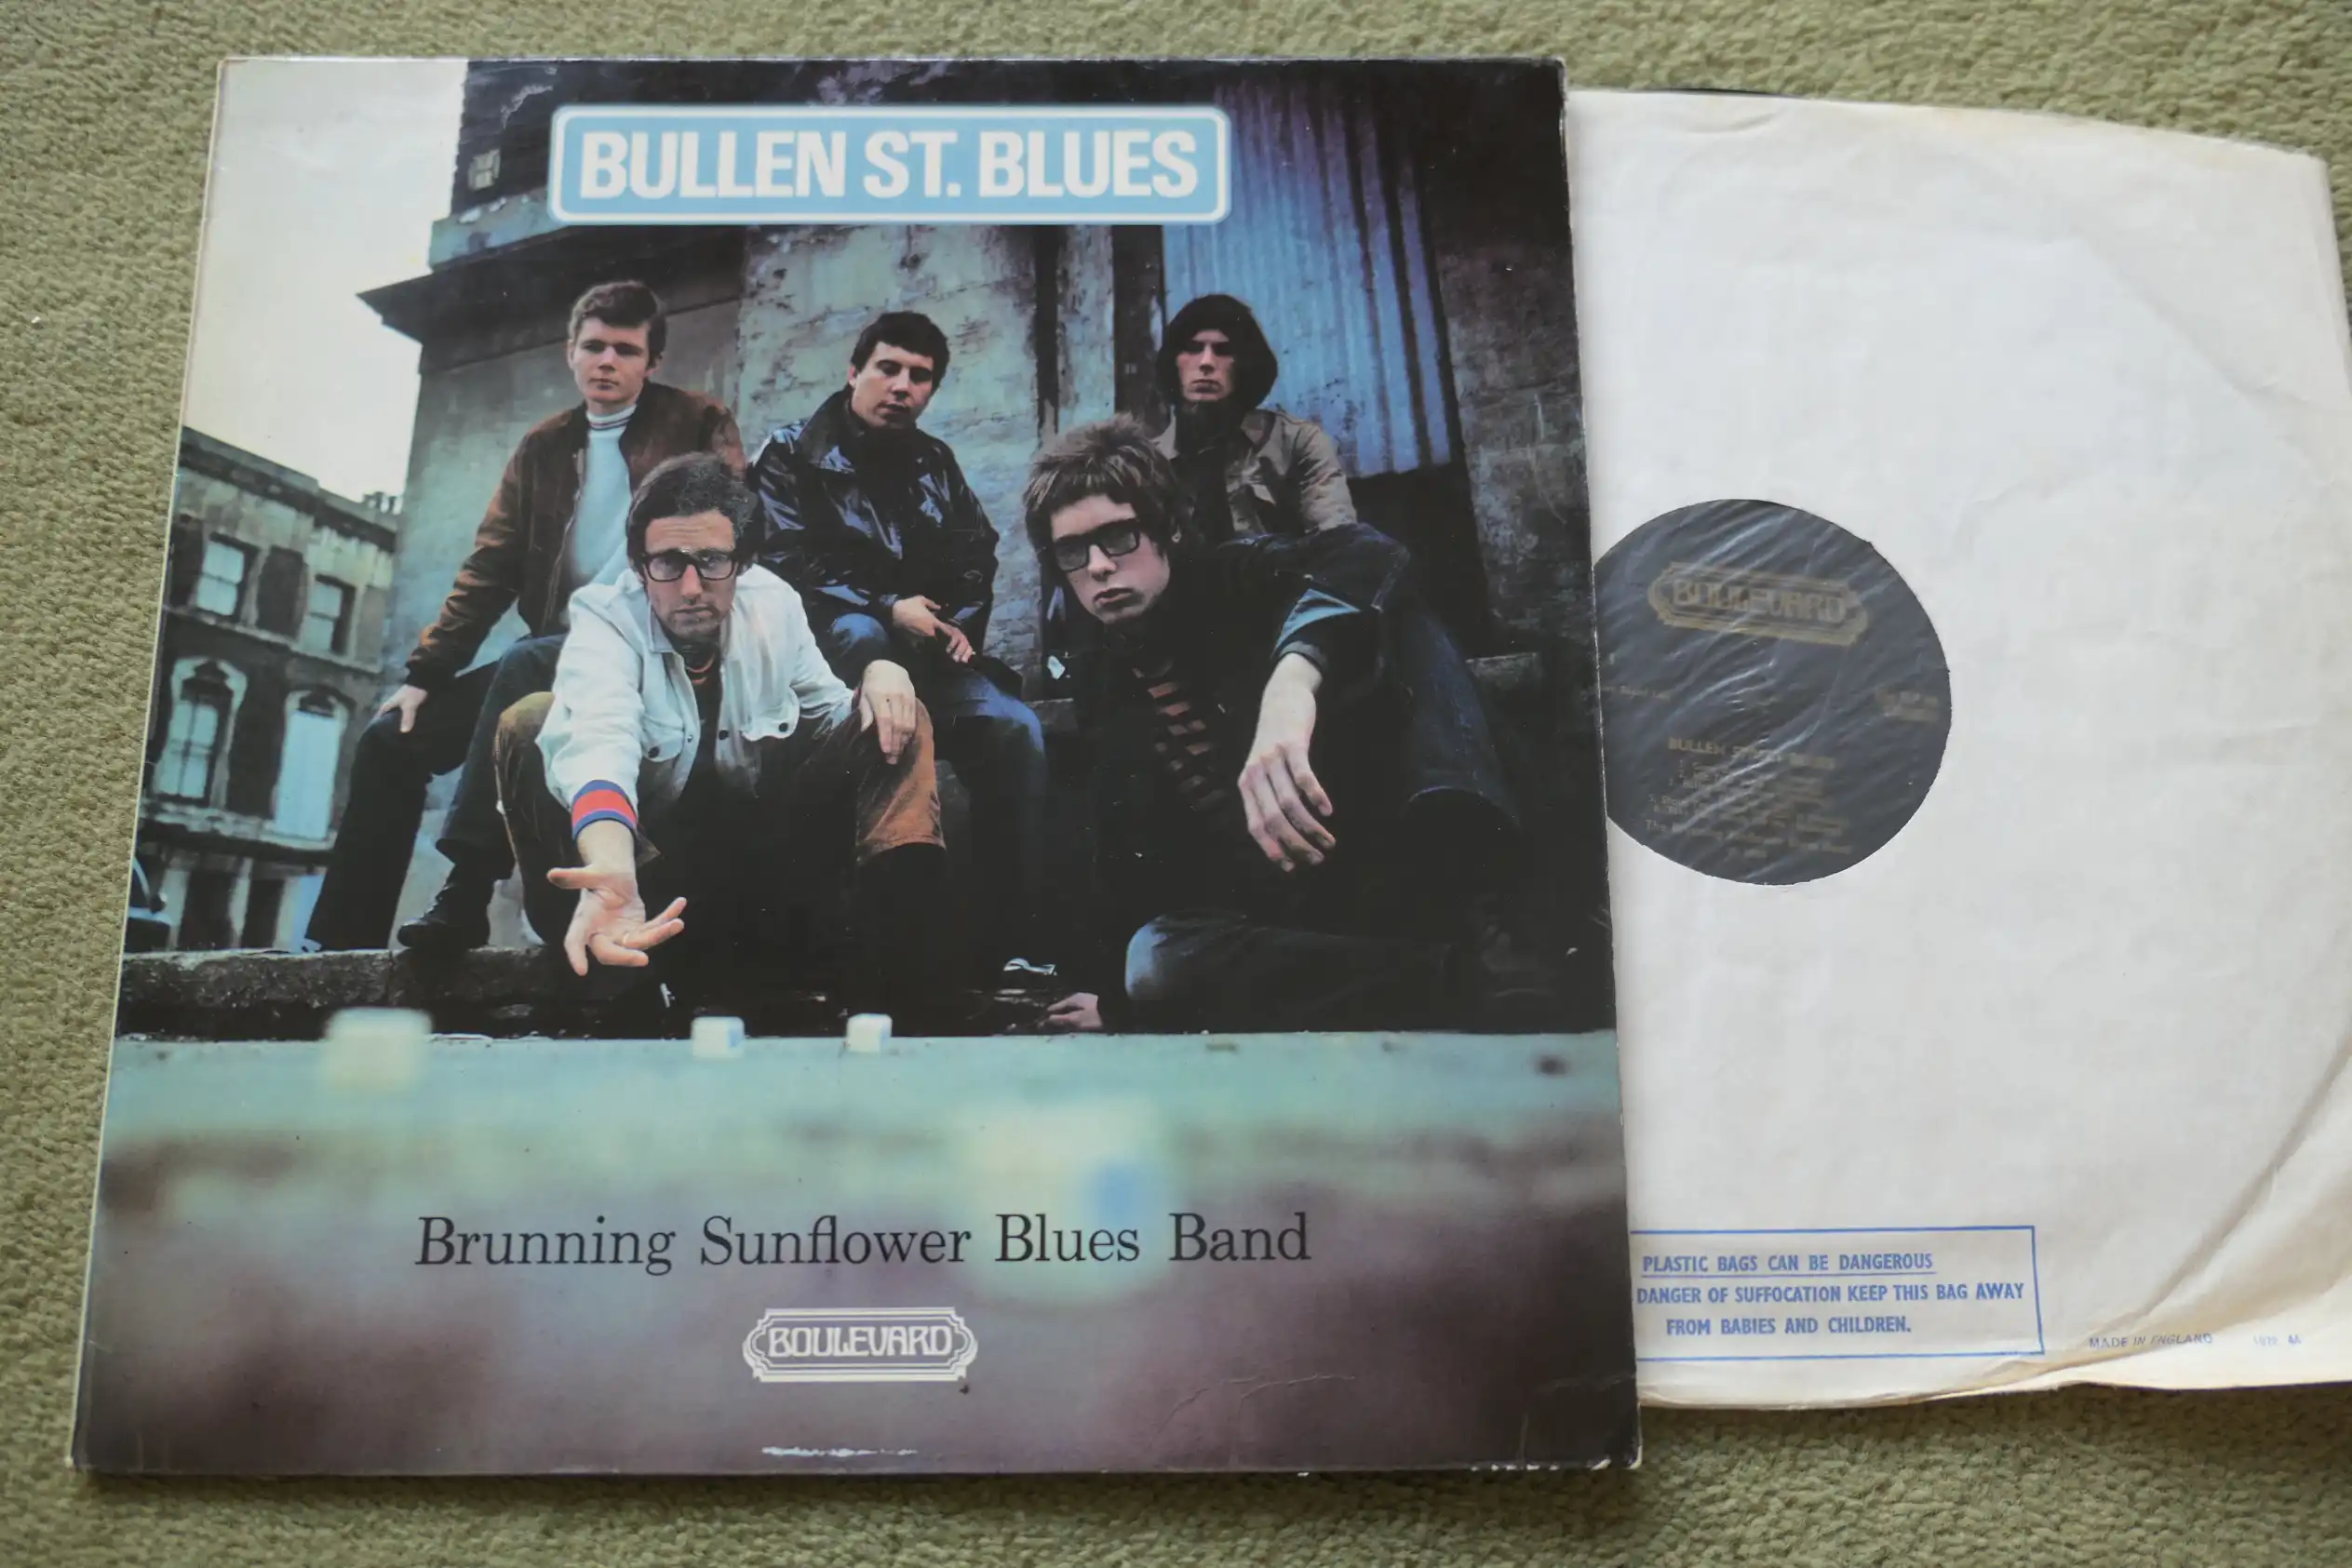 BULLEN ST. BLUES
Brunning Sunflower Blues Band
BOULEVARD
BOULEVARD
BULLEN
PLASTIC BAGS CAN BE DANGEROUS
DANGER OF SUFFOCATION KEEP THIS BAG AWAY
FROM BABIES AND CHILDREN.
MADE IN ENGLAND